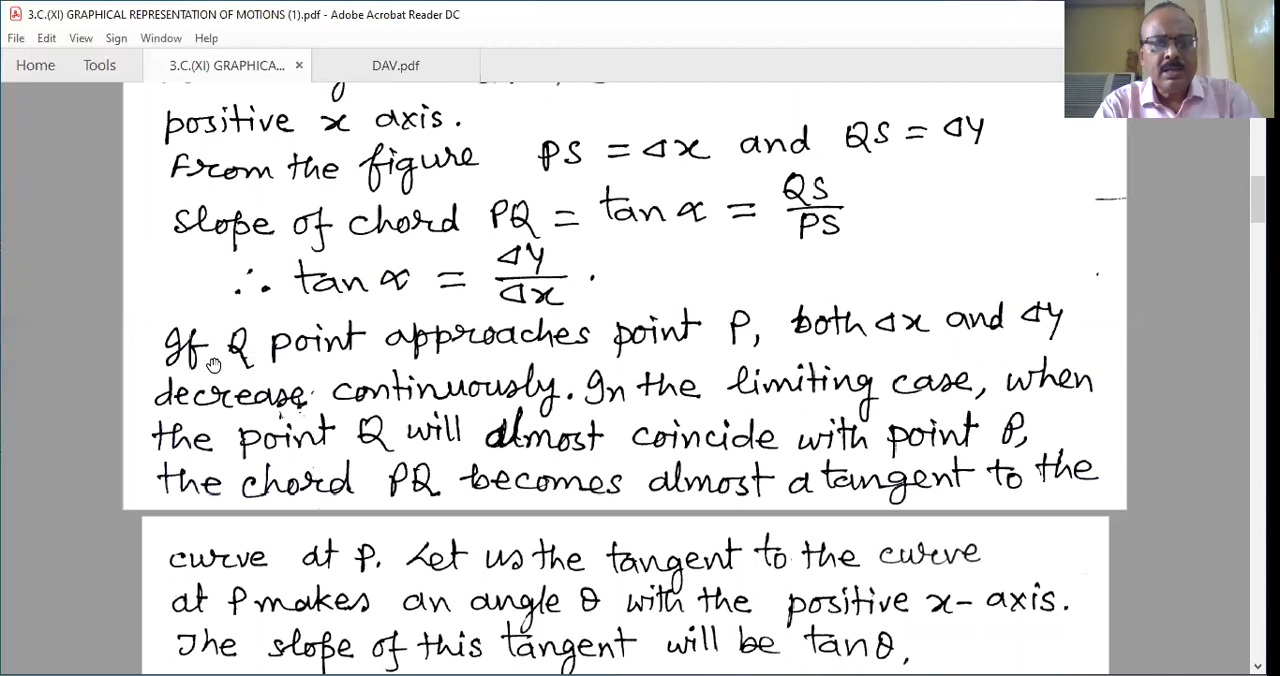 3.C.(XI) GRAPHICAL REPRESENTATION OF MOTIONS (1).pdf - Adobe Acrobat Reader DC
File Edit View Sign Window Help
Home Tools 3.C.(XI) GRAPHICA... × DAV.pdf
positive x axis.
From the figure PS = Δx and QS = Δy
slope of chord PQ = tan α = QS/PS
∴ tan α = Δy/Δx .
If Q point approaches point P, both Δx and Δy
decrease continuously. In the limiting case, when
the point Q will almost coincide with point P,
the chord PQ becomes almost a tangent to the
curve at P. Let us the tangent to the curve
at P makes an angle θ with the positive x-axis.
The slope of this tangent will be tanθ,